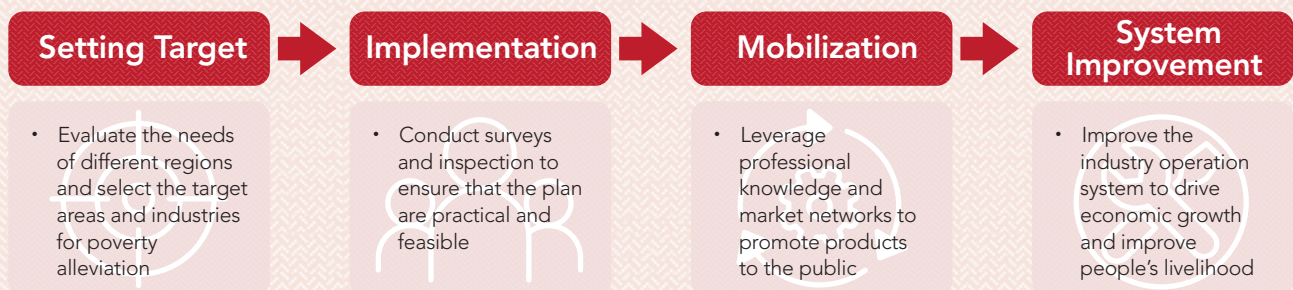 Setting Target
• Evaluate the needs
of different regions
and select the target
areas and industries
for poverty
alleviation
Implementation
• Conduct surveys
and inspection to
ensure that the plan
are practical and
feasible
Mobilization
• Leverage
professional
knowledge and
market networks to
promote products
to the public
System
Improvement
• Improve the
industry operation
system to drive
economic growth
and improve
people’s livelihood